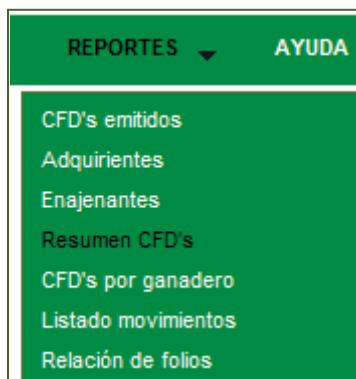 REPORTES AYUDA
CFD's emitidos
Adquirientes
Enajenantes
Resumen CFD's
CFD's por ganadero
Listado movimientos
Relación de folios